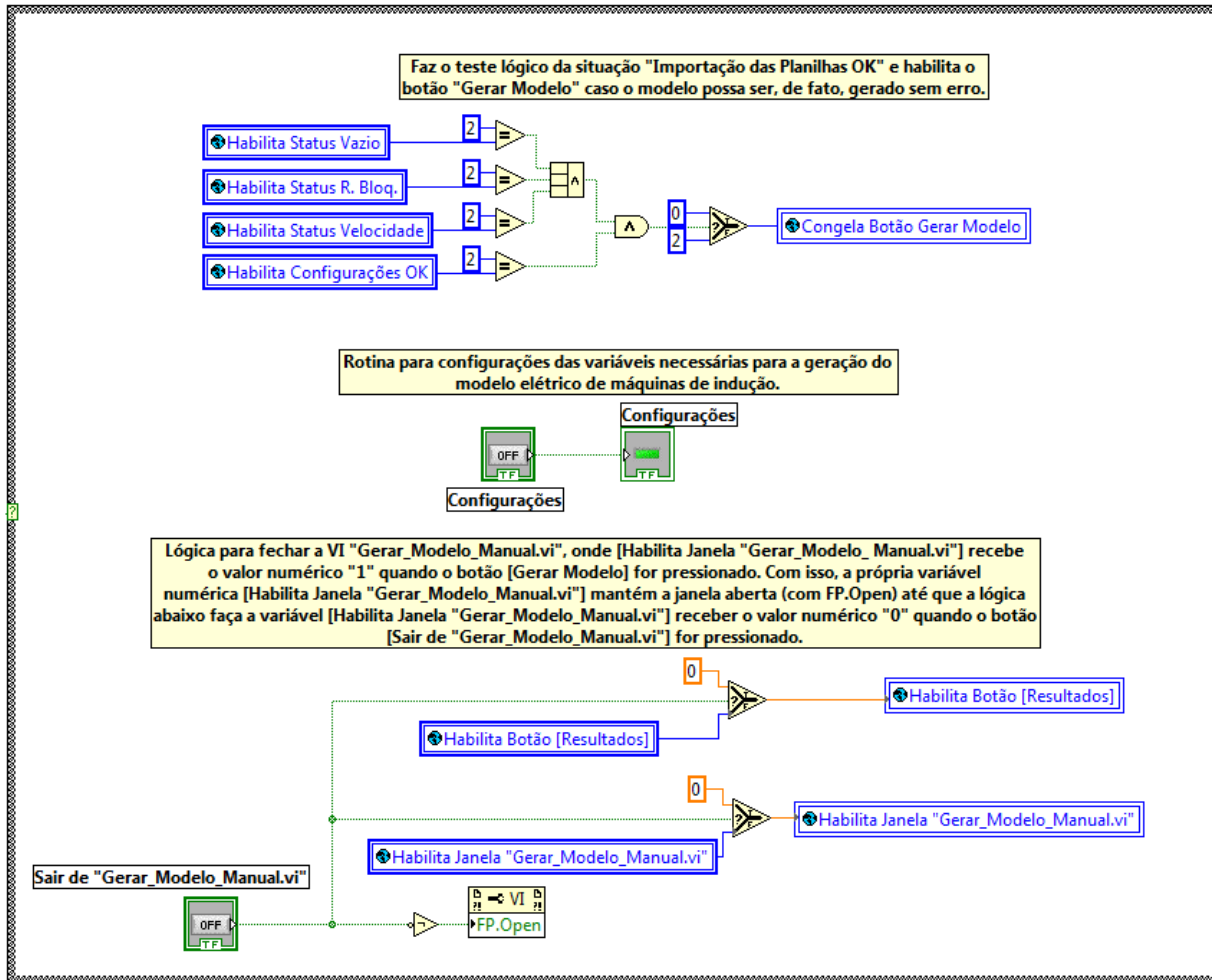 Faz o teste lógico da situação "Importação das Planilhas OK" e habilita o
botão "Gerar Modelo" caso o modelo possa ser, de fato, gerado sem erro.
Habilita Status Vazio
2
=
Habilita Status R. Bloq.
2
=
Habilita Status Velocidade
2
=
Habilita Configurações OK
2
=
∧
∧
0
2
?
T
F
Congela Botão Gerar Modelo
Rotina para configurações das variáveis necessárias para a geração do
modelo elétrico de máquinas de indução.
Configurações
OFF
TF
TF
Configurações
?
Lógica para fechar a VI "Gerar_Modelo_Manual.vi", onde [Habilita Janela "Gerar_Modelo_ Manual.vi"] recebe
o valor numérico "1" quando o botão [Gerar Modelo] for pressionado. Com isso, a própria variável
numérica [Habilita Janela "Gerar_Modelo_Manual.vi"] mantém a janela aberta (com FP.Open) até que a lógica
abaixo faça a variável [Habilita Janela "Gerar_Modelo_Manual.vi"] receber o valor numérico "0" quando o botão
[Sair de "Gerar_Modelo_Manual.vi"] for pressionado.
0
?
T
F
Habilita Botão [Resultados]
Habilita Botão [Resultados]
0
?
T
F
Habilita Janela "Gerar_Modelo_Manual.vi"
Habilita Janela "Gerar_Modelo_Manual.vi"
Sair de "Gerar_Modelo_Manual.vi"
OFF
TF
¬
?! VI ?!
FP.Open